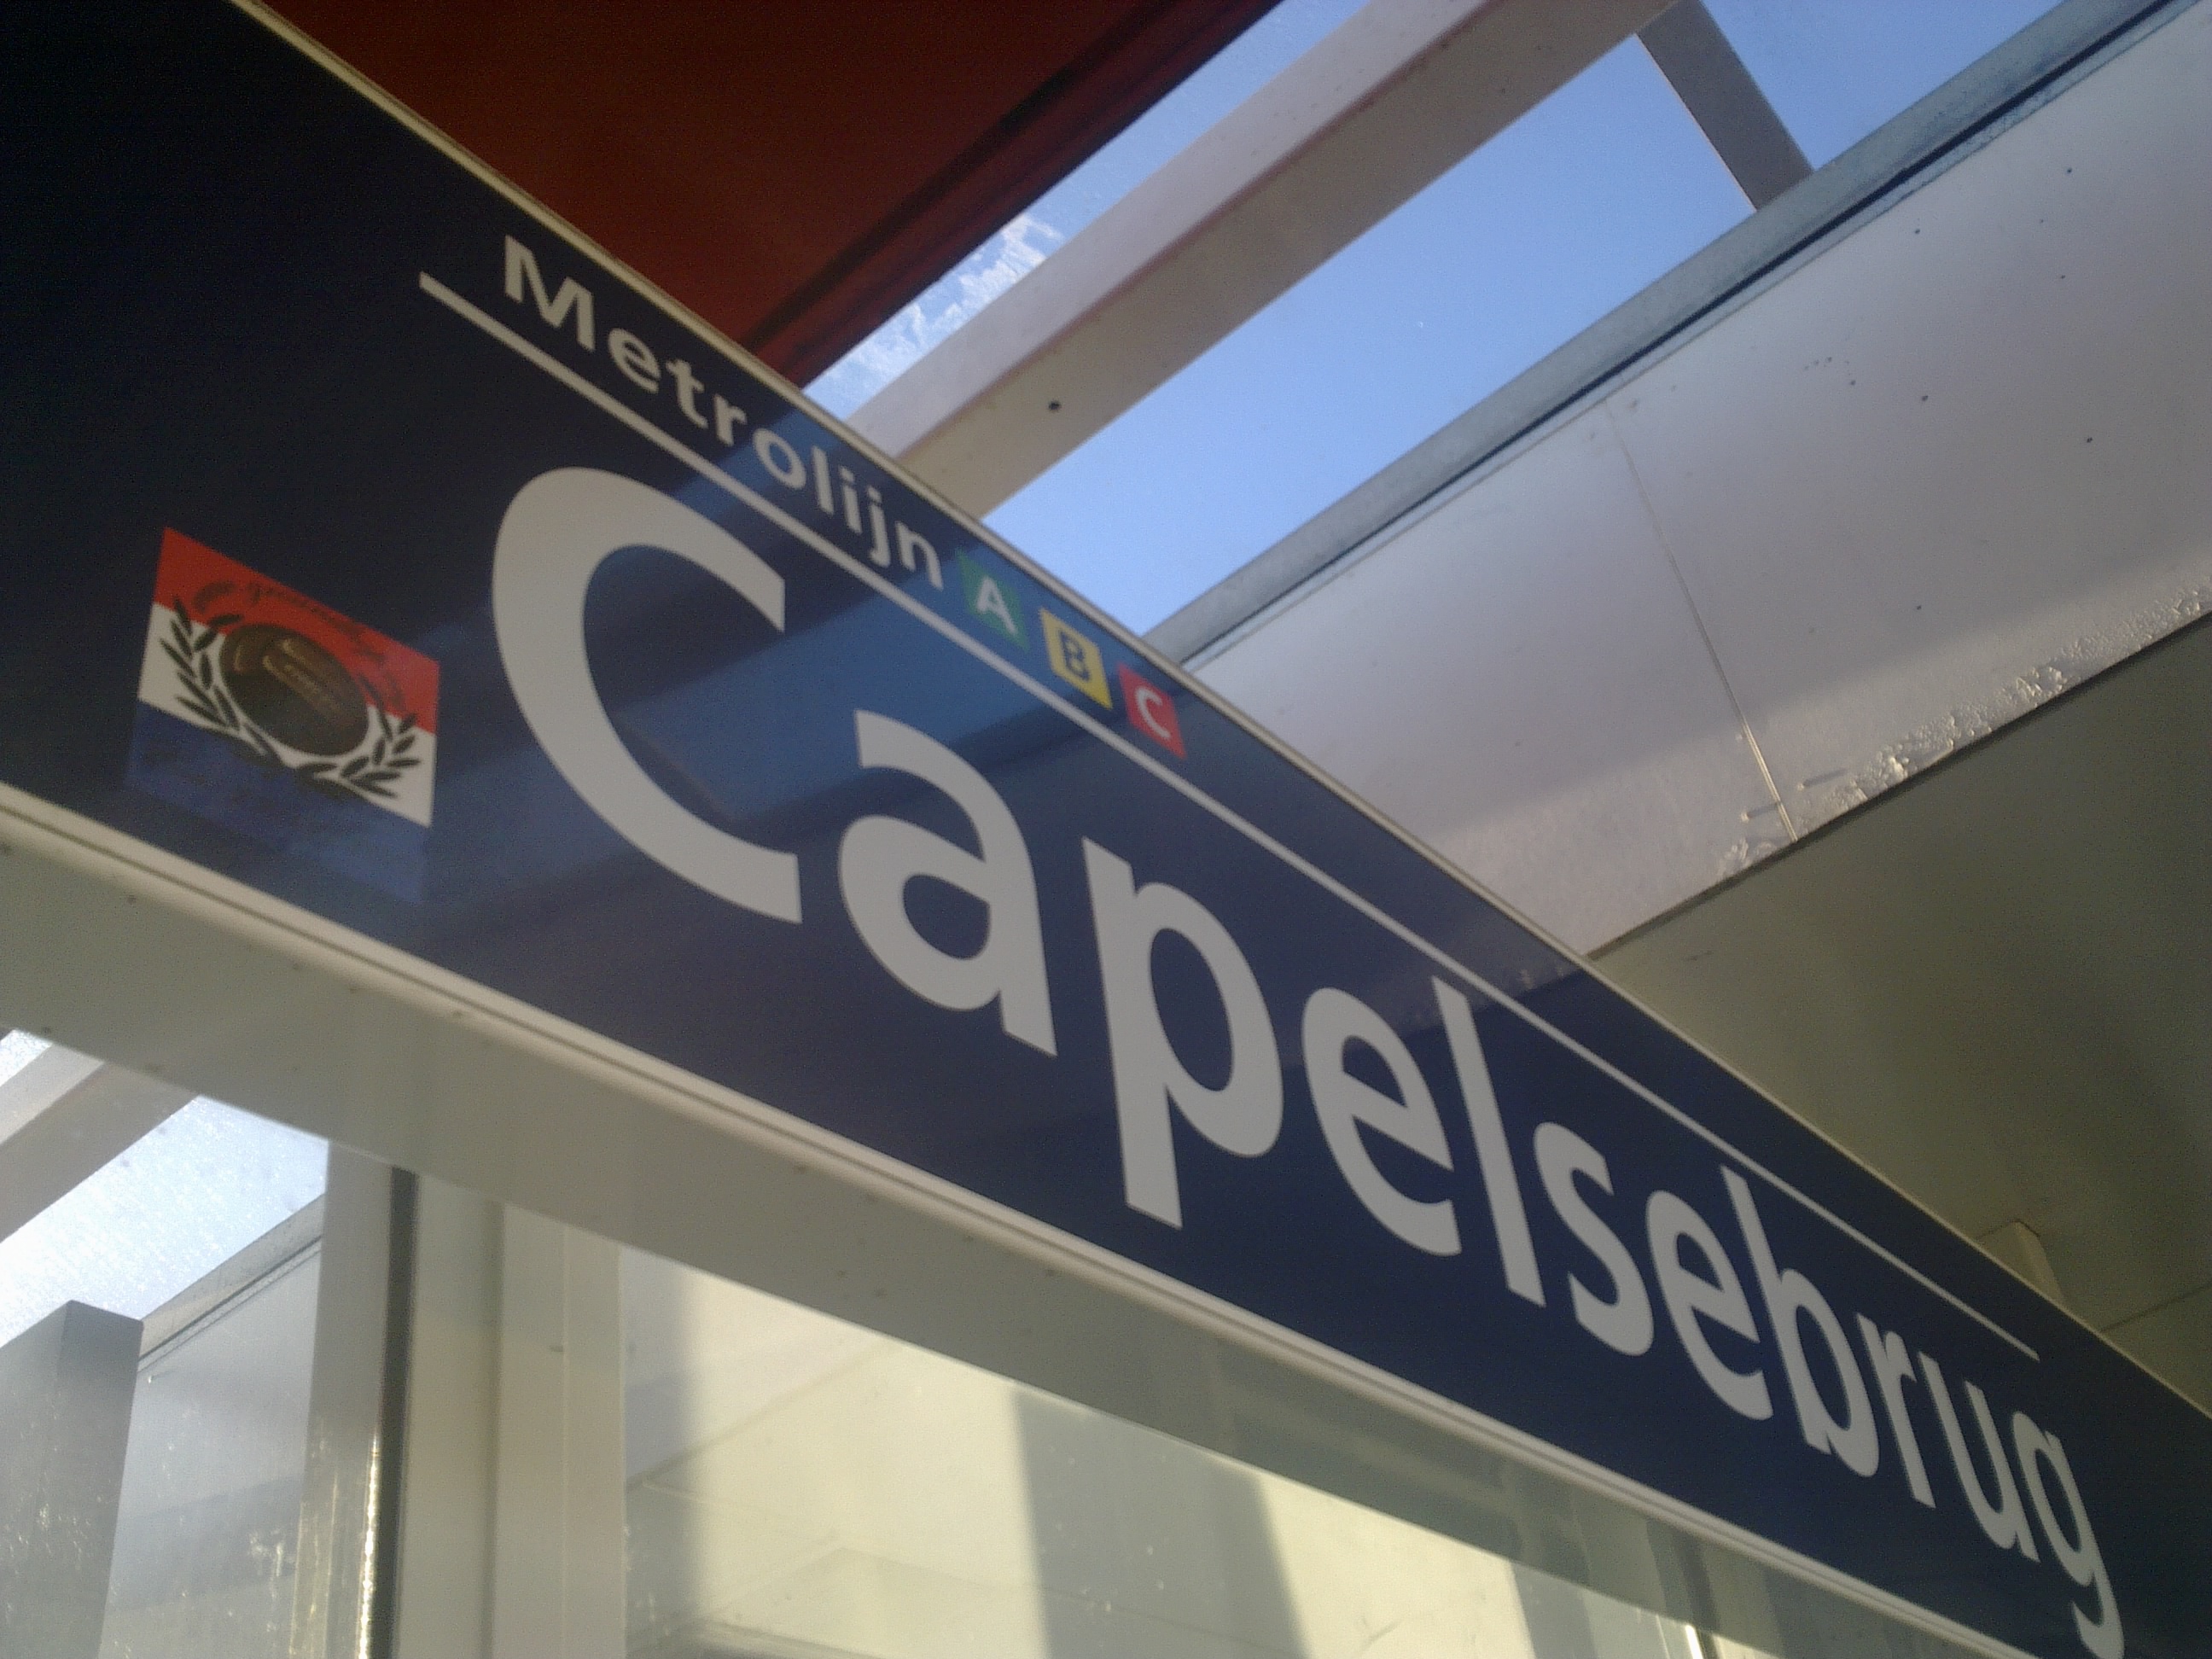 Metrolijn A B C
Capelsebrug